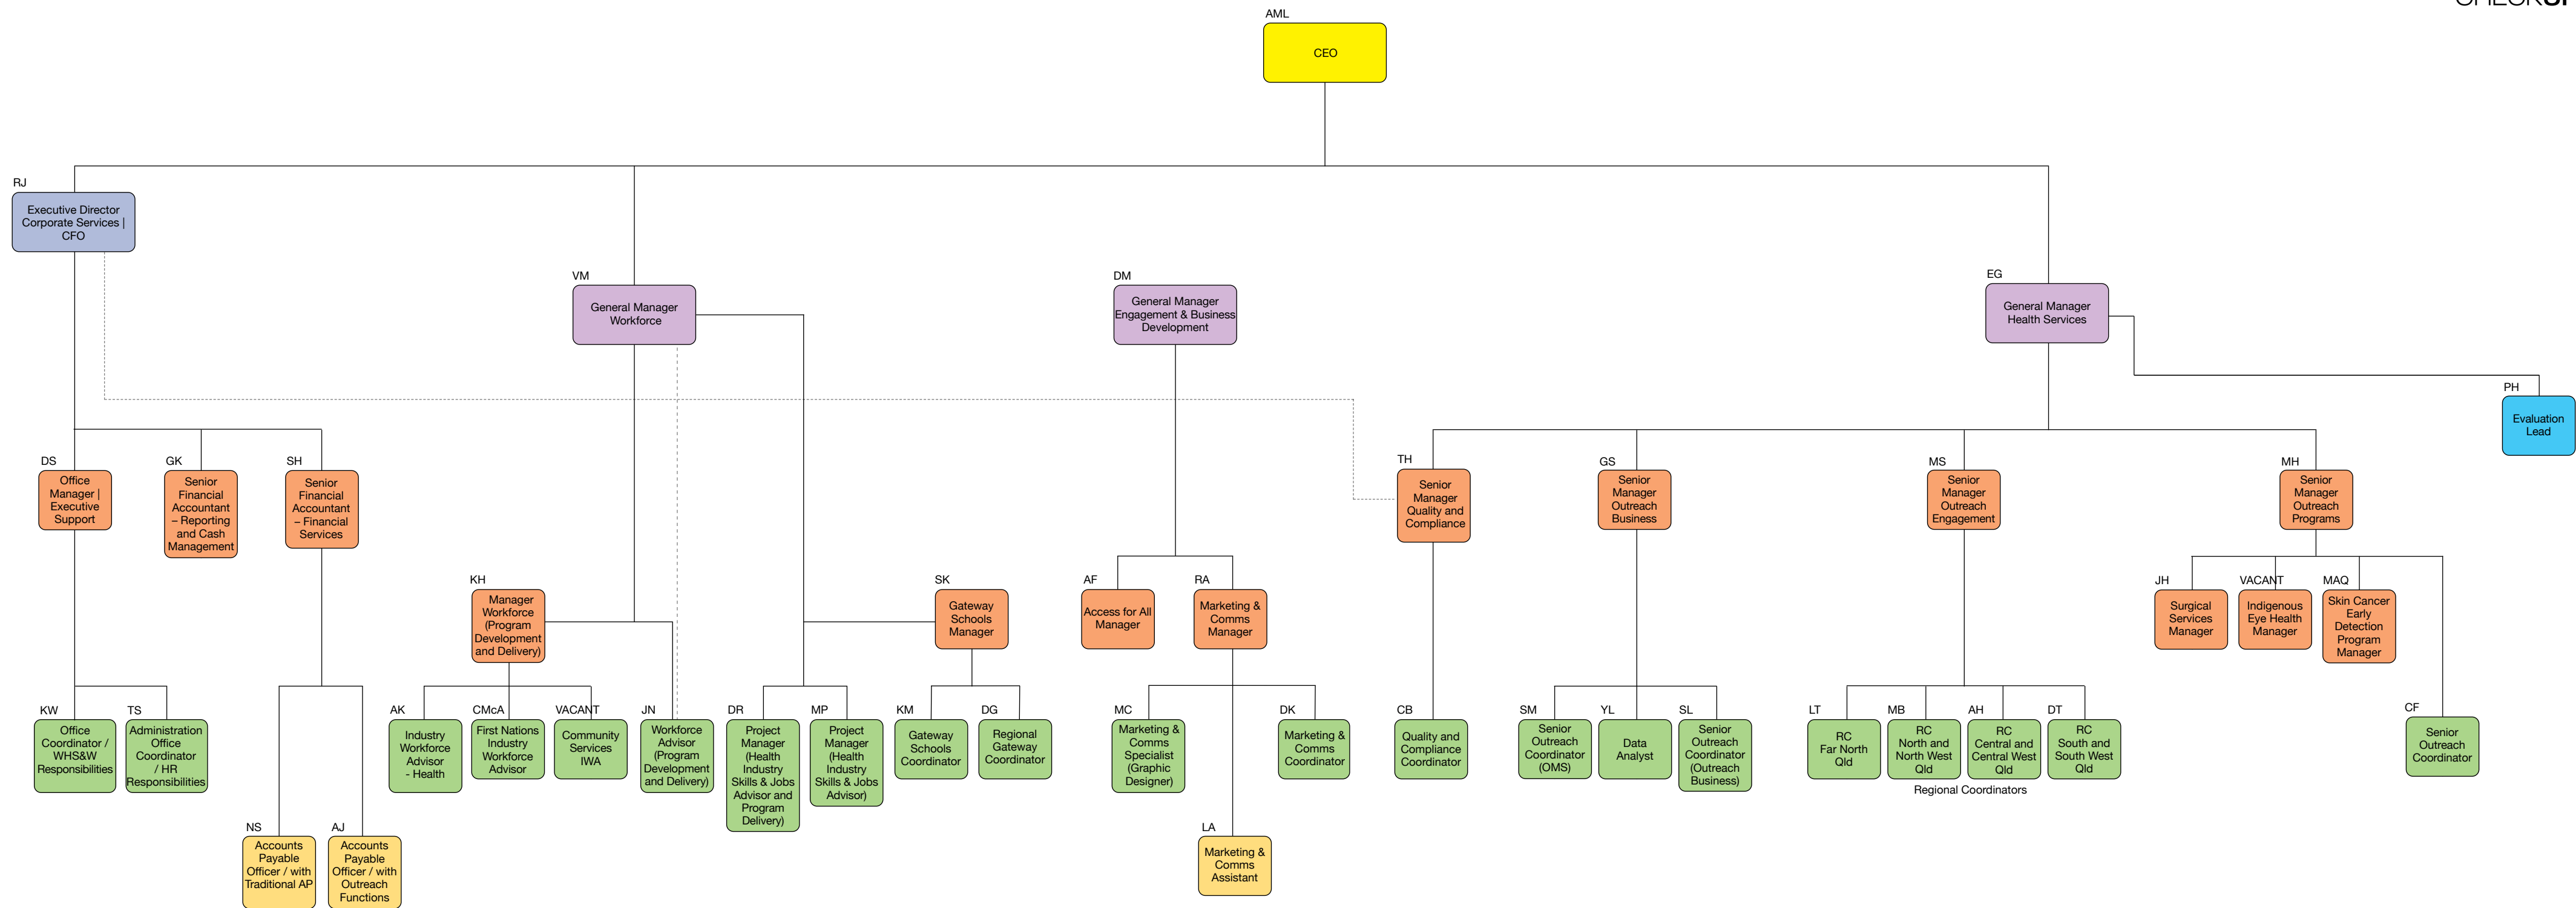 CHECKUP
AML
CEO
RJ
Executive Director
Corporate Services |
CFO
VM
General Manager
Workforce
DM
General Manager
Engagement & Business
Development
EG
General Manager
Health Services
PH
Evaluation
Lead
DS
Office
Manager |
Executive
Support
GK
Senior
Financial
Accountant
– Reporting
and Cash
Management
SH
Senior
Financial
Accountant
– Financial
Services
TH
Senior
Manager
Quality and
Compliance
GS
Senior
Manager
Outreach
Business
MS
Senior
Manager
Outreach
Engagement
MH
Senior
Manager
Outreach
Programs
KH
Manager
Workforce
(Program
Development
and Delivery)
SK
Gateway
Schools
Manager
AF
Access for All
Manager
RA
Marketing &
Comms
Manager
JH
Surgical
Services
Manager
VACANT
Indigenous
Eye Health
Manager
MAQ
Skin Cancer
Early
Detection
Program
Manager
KW
Office
Coordinator /
WHS&W
Responsibilities
TS
Administration
Office
Coordinator
/ HR
Responsibilities
AK
Industry
Workforce
Advisor
- Health
CMcA
First Nations
Industry
Workforce
Advisor
VACANT
Community
Services
IWA
JN
Workforce
Advisor
(Program
Development
and Delivery)
DR
Project
Manager
(Health
Industry
Skills & Jobs
Advisor and
Program
Delivery)
MP
Project
Manager
(Health
Industry
Skills & Jobs
Advisor)
KM
Gateway
Schools
Coordinator
DG
Regional
Gateway
Coordinator
MC
Marketing &
Comms
Specialist
(Graphic
Designer)
DK
Marketing &
Comms
Coordinator
CB
Quality and
Compliance
Coordinator
SM
Senior
Outreach
Coordinator
(OMS)
YL
Data
Analyst
SL
Senior
Outreach
Coordinator
(Outreach
Business)
LT
RC
Far North
Qld
MB
RC
North and
North West
Qld
AH
RC
Central and
Central West
Qld
DT
RC
South and
South West
Qld
Regional Coordinators
CF
Senior
Outreach
Coordinator
NS
Accounts
Payable
Officer / with
Traditional AP
AJ
Accounts
Payable
Officer / with
Outreach
Functions
LA
Marketing &
Comms
Assistant